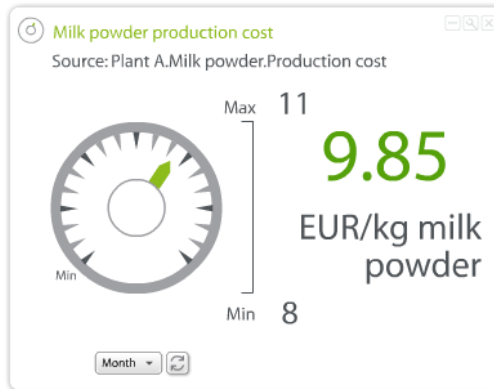 Milk powder production cost
Source: Plant A.Milk powder.Production cost
Max 11
9.85
EUR/kg milk
powder
Min
Min 8
Month